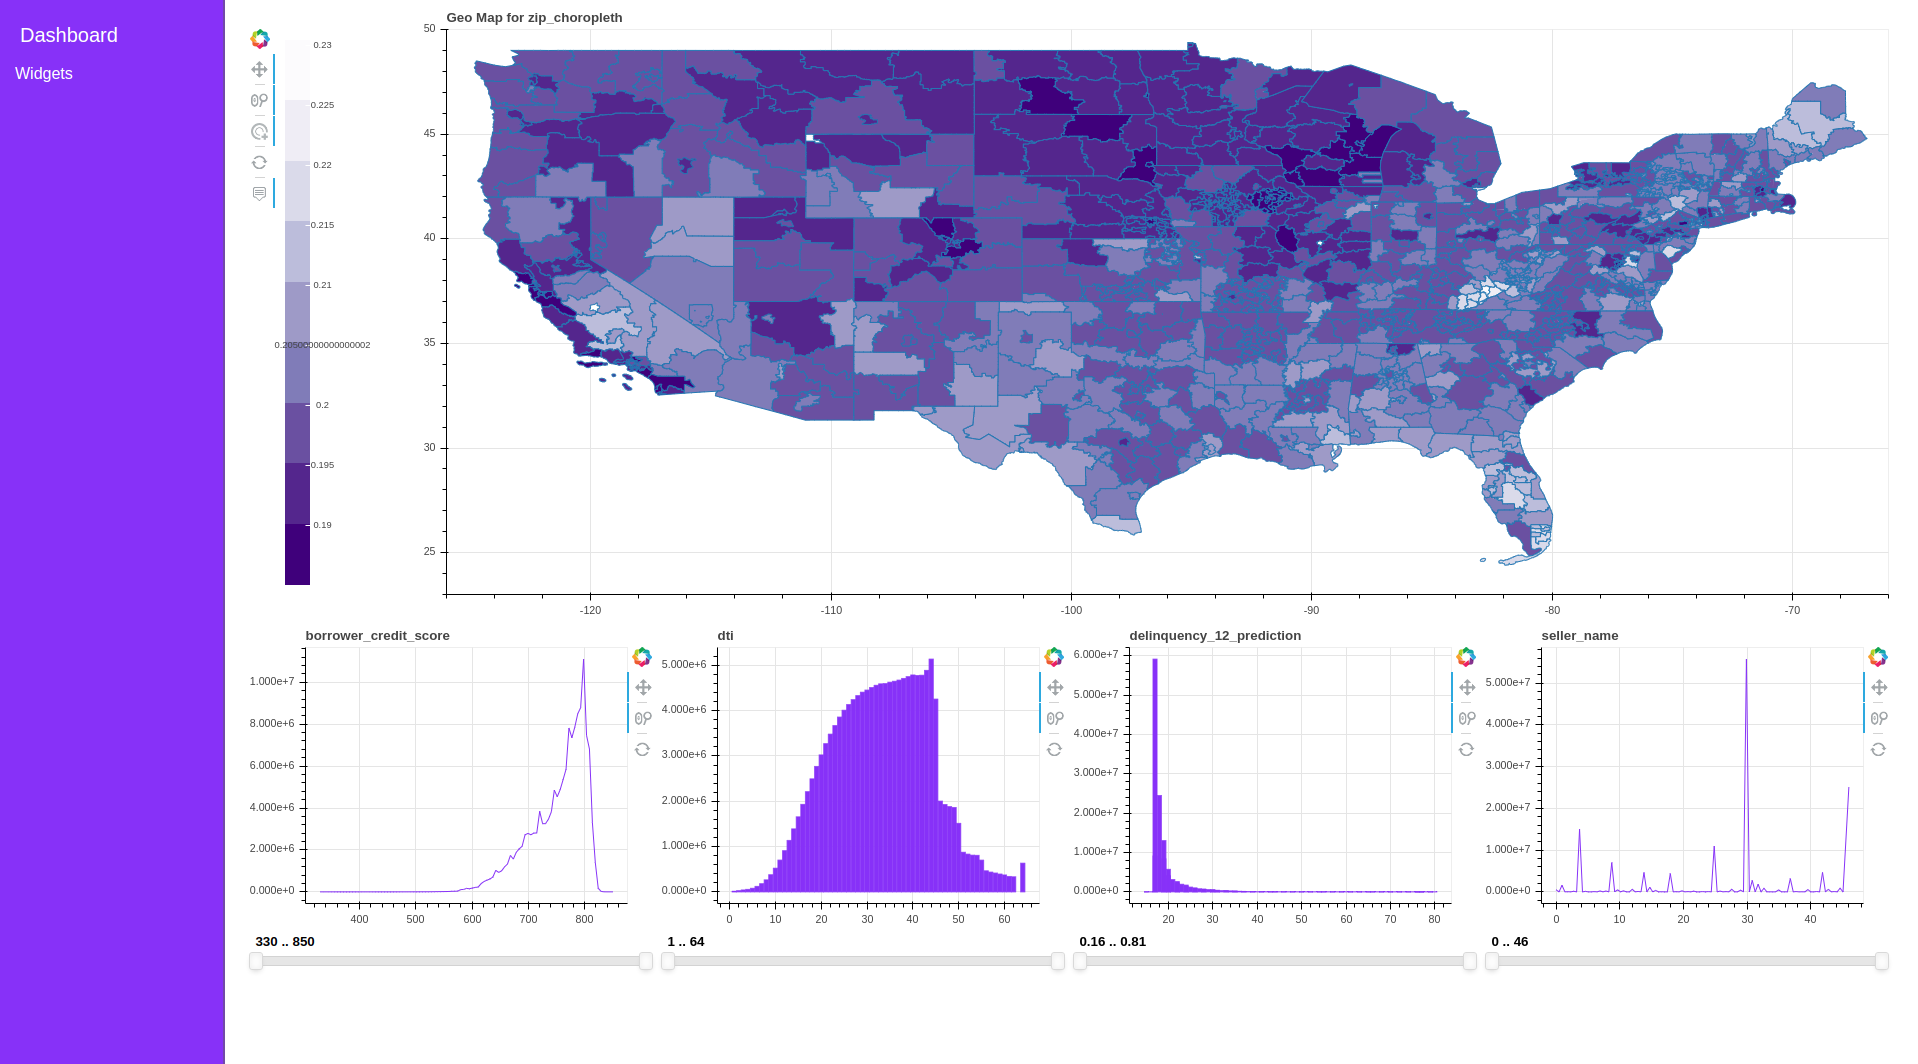 Dashboard
Widgets
Geo Map for zip_choropleth
0.23
0.225
0.22
0.215
0.21
0.20500000000000002
0.2
0.195
0.19
50
45
40
35
30
25
-120
-110
-100
-90
-80
-70
borrower_credit_score
1.000e+7
8.000e+6
6.000e+6
4.000e+6
2.000e+6
0.000e+0
400
500
600
700
800
330 .. 850
dti
5.000e+6
4.000e+6
3.000e+6
2.000e+6
1.000e+6
0.000e+0
0
10
20
30
40
50
60
1 .. 64
delinquency_12_prediction
6.000e+7
5.000e+7
4.000e+7
3.000e+7
2.000e+7
1.000e+7
0.000e+0
20
30
40
50
60
70
80
0.16 .. 0.81
seller_name
5.000e+7
4.000e+7
3.000e+7
2.000e+7
1.000e+7
0.000e+0
0
10
20
30
40
0 .. 46